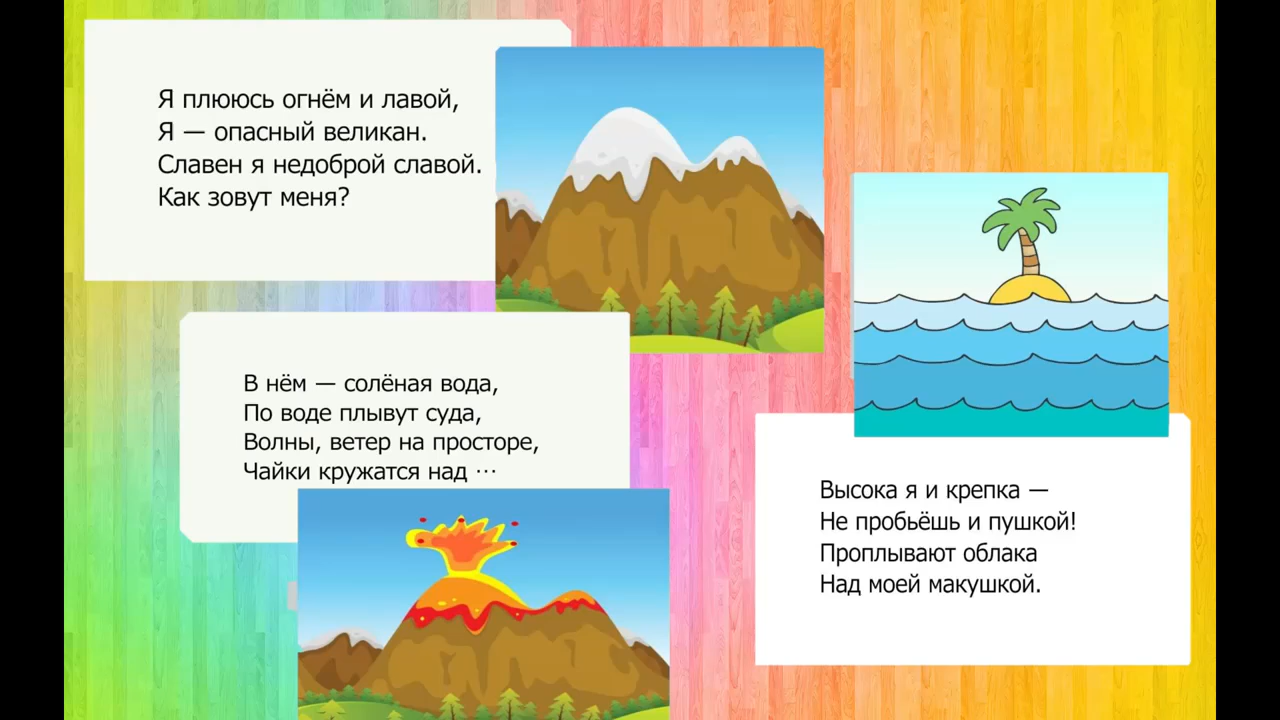 Я плююсь огнём и лавой,
Я — опасный великан.
Славен я недоброй славой.
Как зовут меня?
В нём — солёная вода,
По воде плывут суда,
Волны, ветер на просторе,
Чайки кружатся над ···
Высока я и крепка —
Не пробьёшь и пушкой!
Проплывают облака
Над моей макушкой.